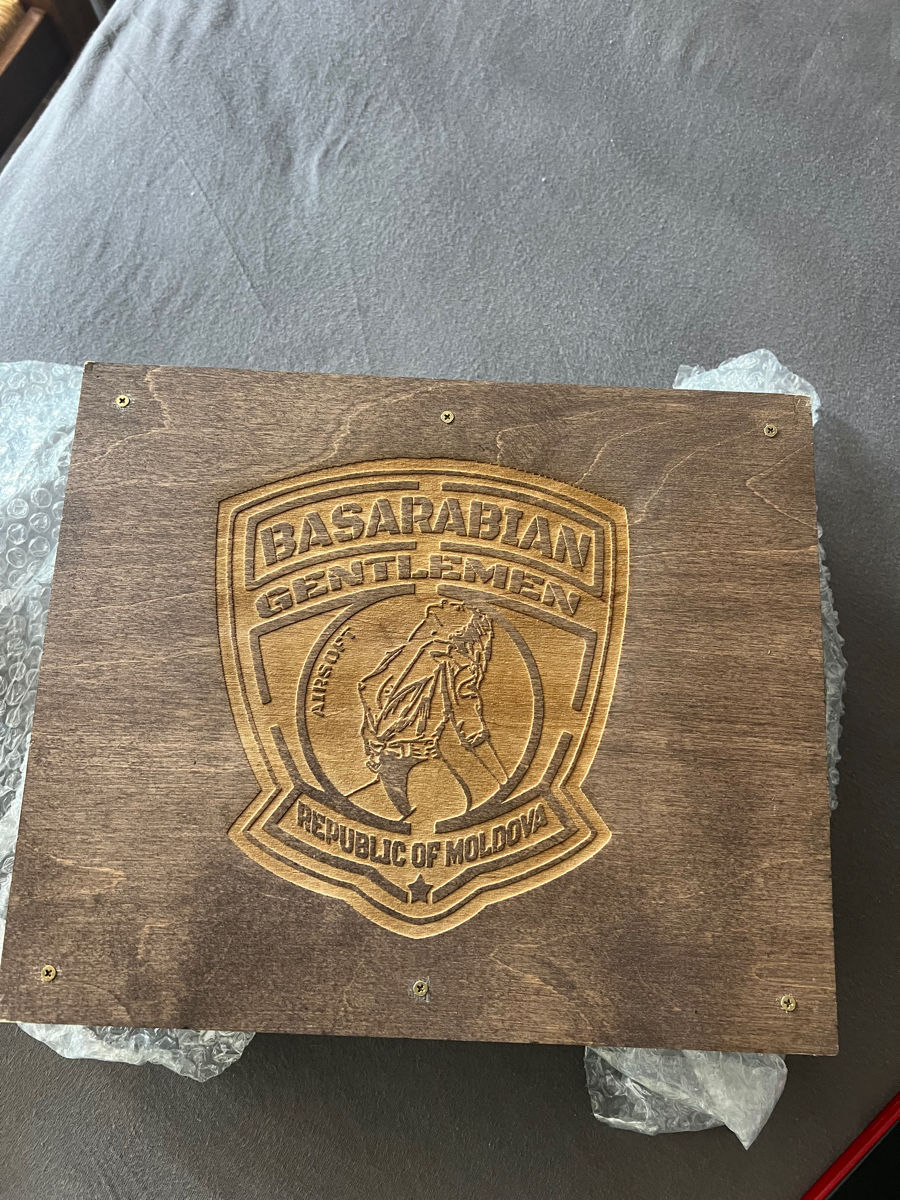 BASARABIAN
GENTLEMEN
AIRSOFT
REPUBLIC OF MOLDOVA